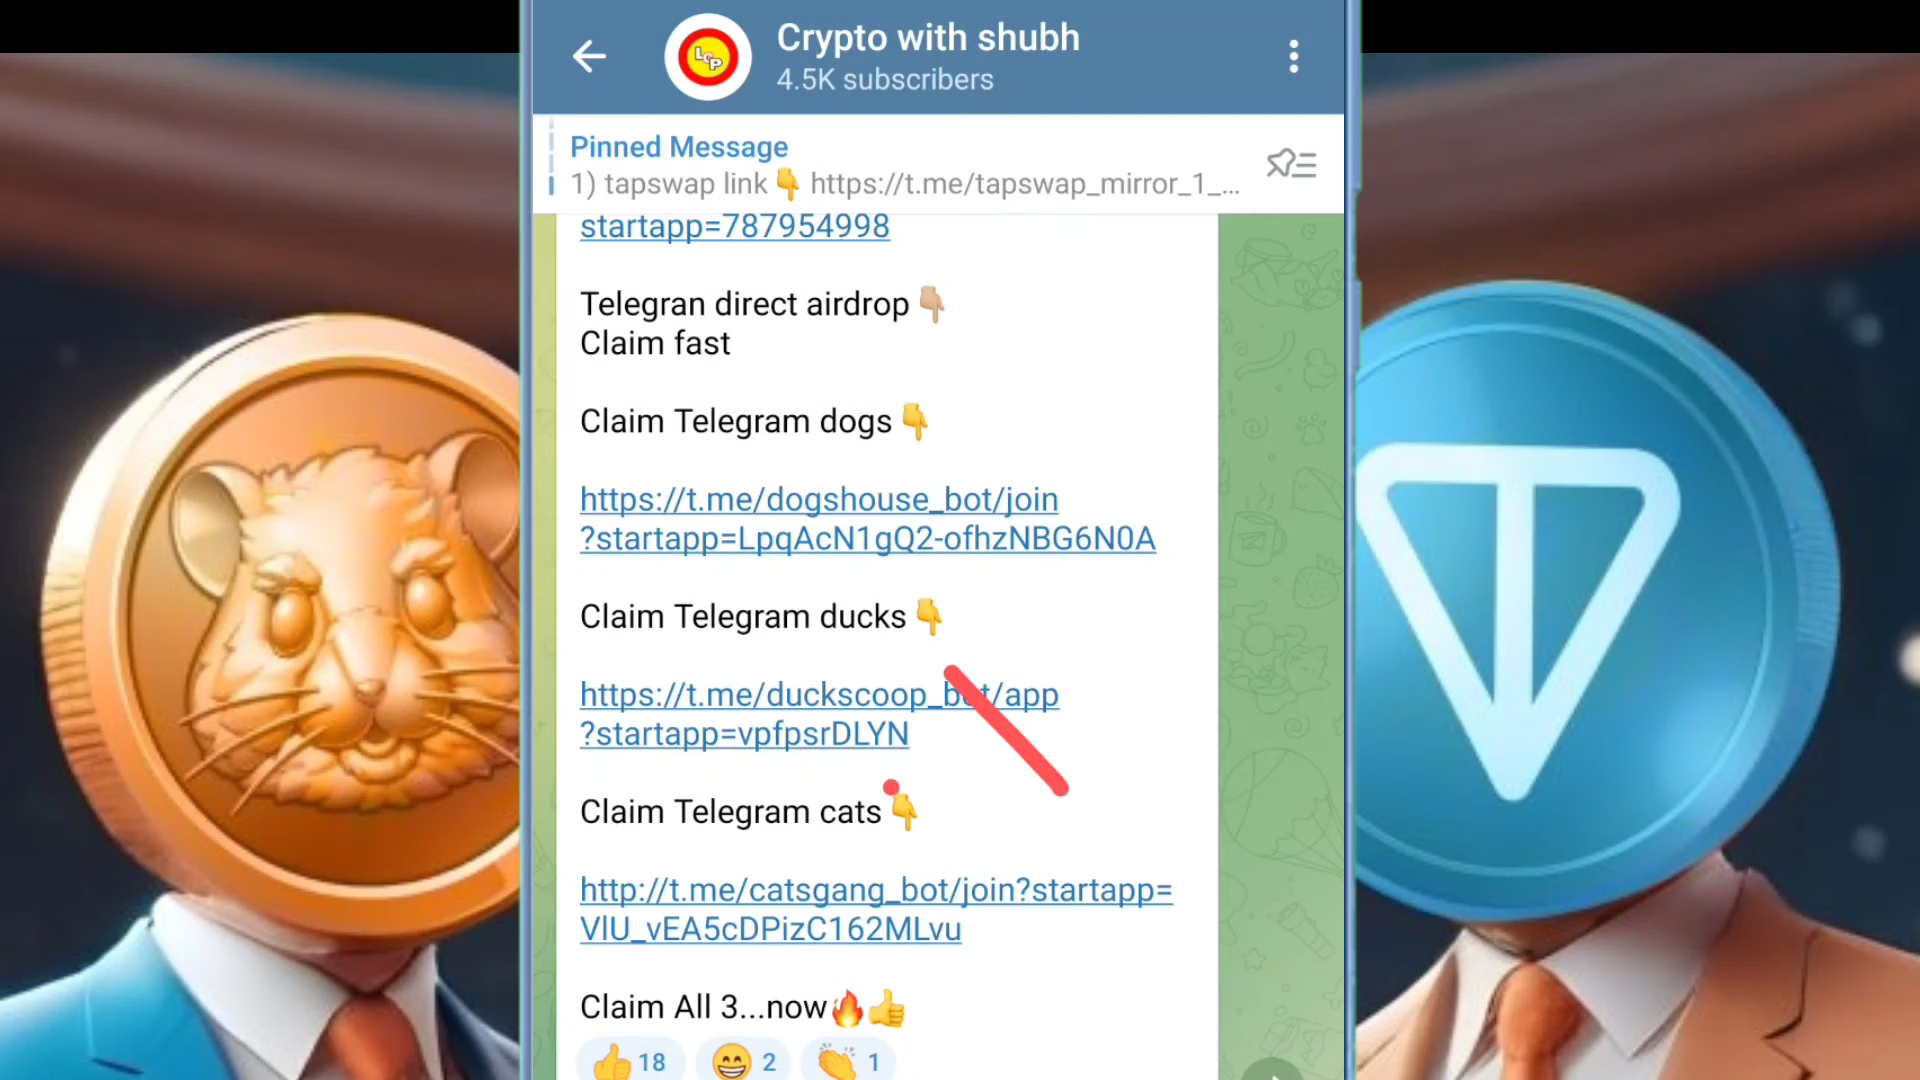 Crypto with shubh
LCP
4.5K subscribers
Pinned Message
1) tapswap link👇 https://t.me/tapswap_mirror_1_...
startapp=787954998
Telegran direct airdrop👇🏼
Claim fast
Claim Telegram dogs👇
https://t.me/dogshouse_bot/join
?startapp=LpqAcN1gQ2-ofhzNBG6N0A
Claim Telegram ducks👇
https://t.me/duckscoop_bot/app
?startapp=vpfpsrDLYN
Claim Telegram cats👇
http://t.me/catsgang_bot/join?startapp=
VlU_vEA5cDPizC162MLvu
Claim All 3...now🔥👍
👍 18 😁 2 👏 1